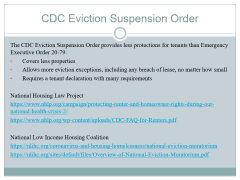 CDC Eviction Suspension Order
The CDC Eviction Suspension Order provides less protections for tenants than Emergency
Executive Order 20-79.
• Covers less properties
• Allows more eviction exceptions, including any breach of lease, no matter how small
• Requires a tenant declaration with many requirements
National Housing Law Project
https://www.nhlp.org/campaign/protecting-renter-and-homeowner-rights-during-our-
national-health-crisis-2/
https://www.nhlp.org/wp-content/uploads/CDC-FAQ-for-Renters.pdf
National Low Income Housing Coalition
https://nlihc.org/coronavirus-and-housing-homelessness/national-eviction-moratorium
https://nlihc.org/sites/default/files/Overview-of-National-Eviction-Moratorium.pdf